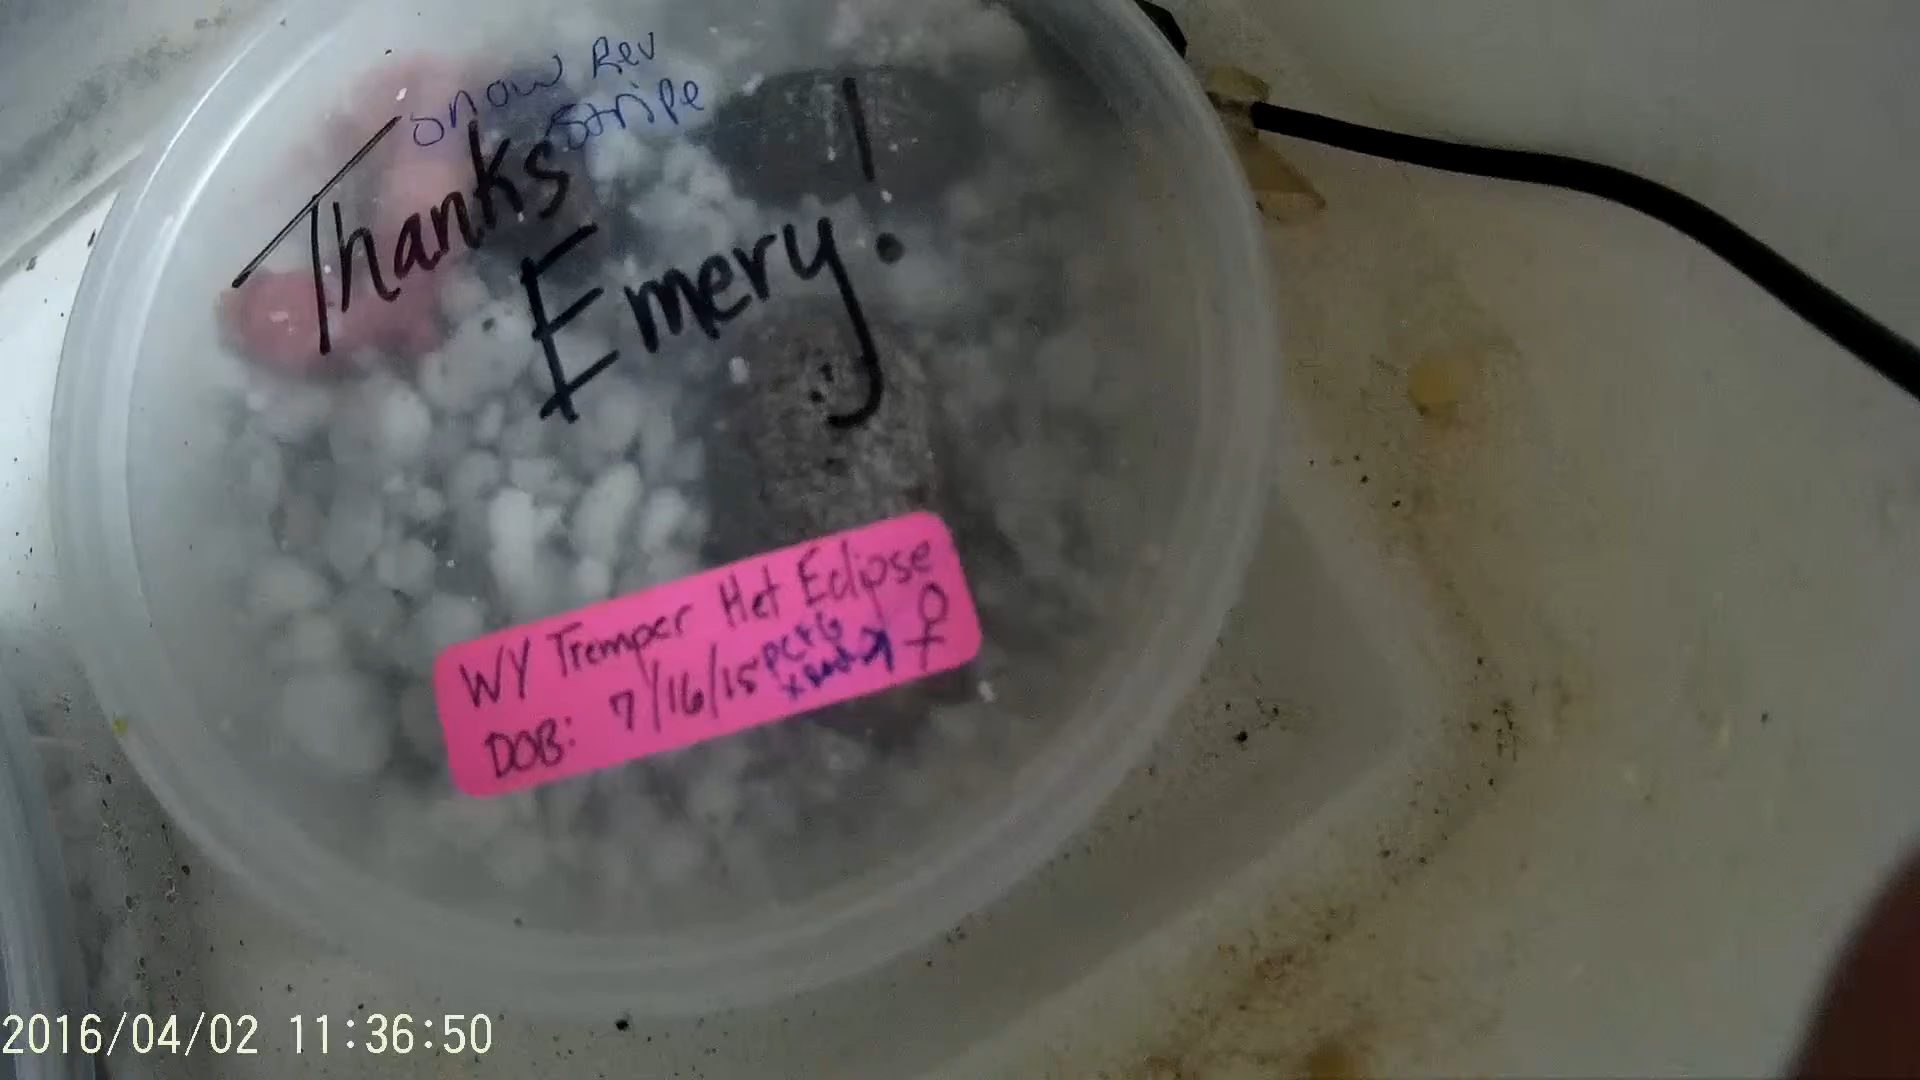 Snow Rev
Stripe
Thanks
Emery!
:)
WY Tremper Het Eclipse
DOB: 7/16/15 ♀
2016/04/02 11:36:50